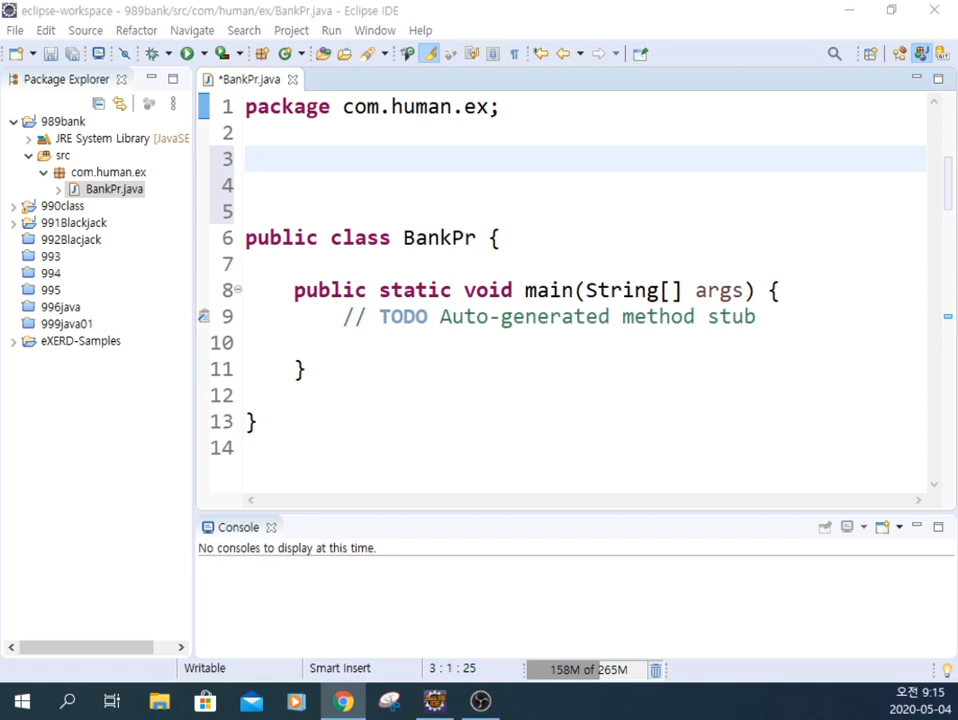 eclipse-workspace - 989bank/src/com/human/ex/BankPr.java - Eclipse IDE
File Edit Source Refactor Navigate Search Project Run Window Help
Package Explorer
*BankPr.java
989bank
JRE System Library [JavaSE
src
com.human.ex
BankPr.java
990class
991Blackjack
992Blacjack
993
994
995
996java
999java01
eXERD-Samples
1 package com.human.ex;
2
3
4
5
6 public class BankPr {
7
8 public static void main(String[] args) {
9 // TODO Auto-generated method stub
10
11 }
12
13 }
14
Console
No consoles to display at this time.
Writable Smart Insert 3 : 1 : 25 158M of 265M
오전 9:15
2020-05-04